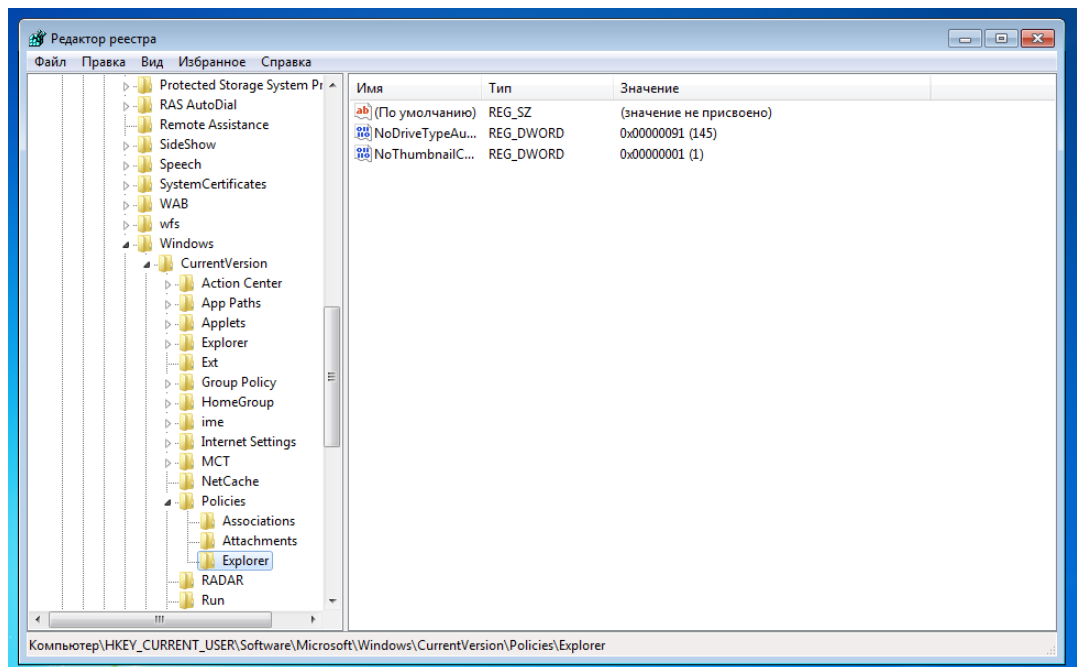 Редактор реестра
Файл Правка Вид Избранное Справка
Protected Storage System Pr
RAS AutoDial
Remote Assistance
SideShow
Speech
SystemCertificates
WAB
wfs
Windows
CurrentVersion
Action Center
App Paths
Applets
Explorer
Ext
Group Policy
HomeGroup
ime
Internet Settings
MCT
NetCache
Policies
Associations
Attachments
Explorer
RADAR
Run
Имя Тип Значение
(По умолчанию) REG_SZ (значение не присвоено)
NoDriveTypeAu... REG_DWORD 0x00000091 (145)
NoThumbnailC... REG_DWORD 0x00000001 (1)
Компьютер\HKEY_CURRENT_USER\Software\Microsoft\Windows\CurrentVersion\Policies\Explorer